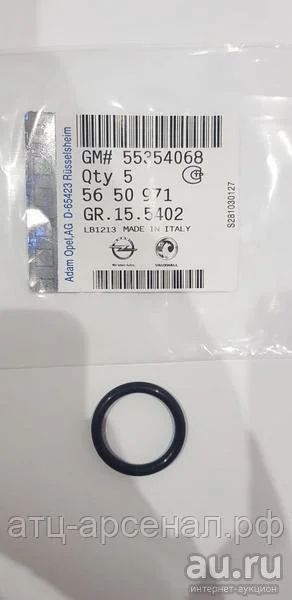 GM# 55354068
Qty 5
56 50 971
GR.15.5402
LB1213 MADE IN ITALY
VAUXHALL
Adam Opel,AG D-65423 Rüsselsheim
S281030127
атц-арсенал.рф
au.ru
интернет-аукцион